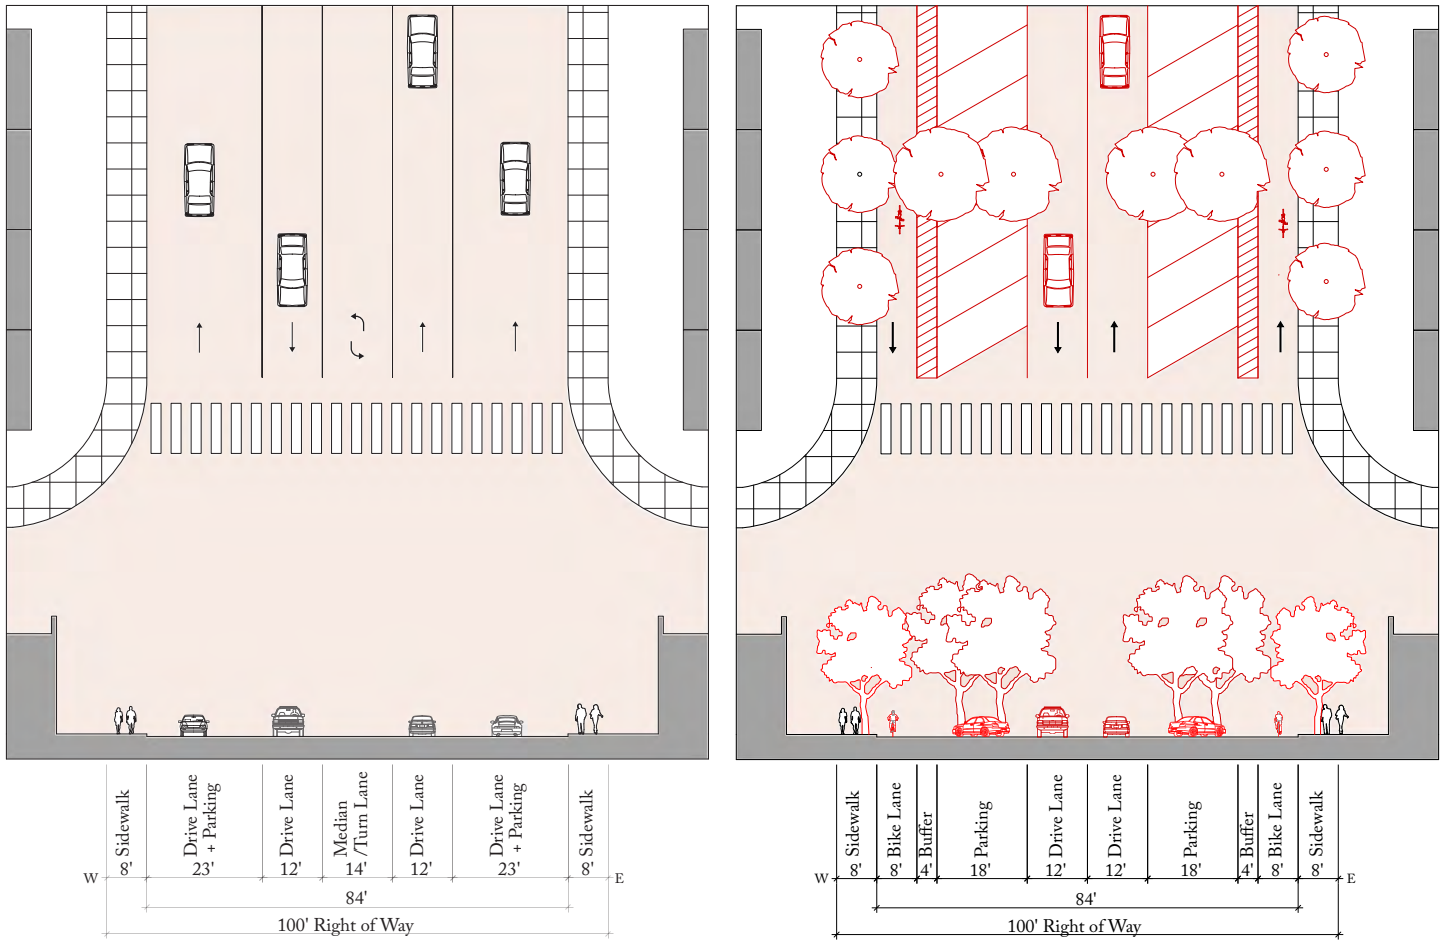 Sidewalk
Drive Lane
+ Parking
Drive Lane
Median
/Turn Lane
Drive Lane
Drive Lane
+ Parking
Sidewalk
W 8' 23' 12' 14' 12' 23' 8' E
84'
100' Right of Way
Sidewalk
Bike Lane
Buffer
Parking
Drive Lane
Drive Lane
Parking
Buffer
Bike Lane
Sidewalk
W 8' 8' 4' 18' 12' 12' 18' 4' 8' 8' E
84'
100' Right of Way